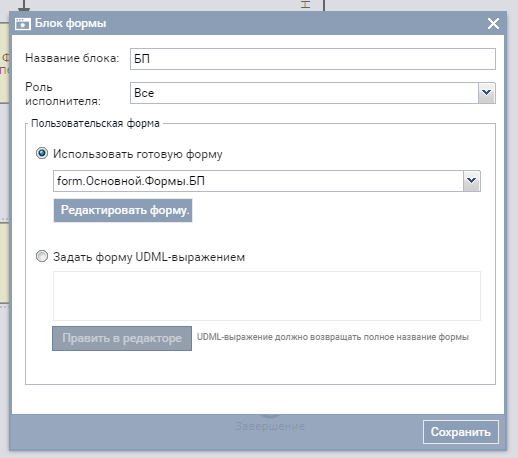 Блок формы
Название блока:
БП
Роль
исполнителя:
Все
Пользовательская форма
Использовать готовую форму
form.Основной.Формы.БП
Редактировать форму.
Задать форму UDML-выражением
Править в редакторе
UDML-выражение должно возвращать полное название формы
Завершение
Сохранить